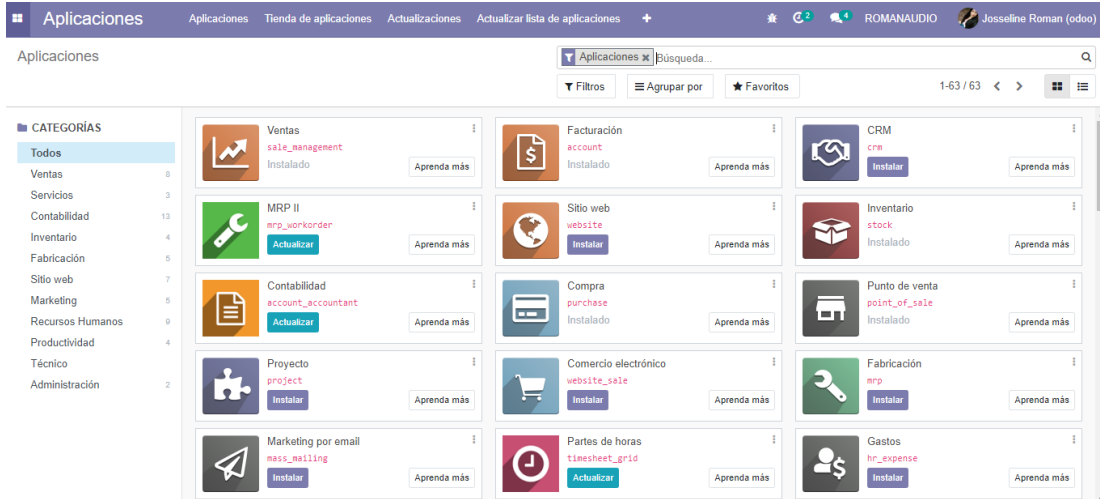 Aplicaciones Aplicaciones Tienda de aplicaciones Actualizaciones Actualizar lista de aplicaciones + 2 4 ROMANAUDIO Josseline Roman (odoo)
Aplicaciones
Aplicaciones × Búsqueda...
Filtros Agrupar por Favoritos 1-63 / 63
CATEGORÍAS
Todos
Ventas 8
Servicios 3
Contabilidad 13
Inventario 4
Fabricación 5
Sitio web 7
Marketing 5
Recursos Humanos 9
Productividad 4
Técnico
Administración 2
Ventas
sale_management
Instalado Aprenda más
Facturación
account
Instalado Aprenda más
CRM
crm
Instalar Aprenda más
MRP II
mrp_workorder
Actualizar Aprenda más
Sitio web
website
Instalar Aprenda más
Inventario
stock
Instalado Aprenda más
Contabilidad
account_accountant
Actualizar Aprenda más
Compra
purchase
Instalado Aprenda más
Punto de venta
point_of_sale
Instalado Aprenda más
Proyecto
project
Instalar Aprenda más
Comercio electrónico
website_sale
Instalar Aprenda más
Fabricación
mrp
Instalar Aprenda más
Marketing por email
mass_mailing
Instalar Aprenda más
Partes de horas
timesheet_grid
Actualizar Aprenda más
Gastos
hr_expense
Instalar Aprenda más